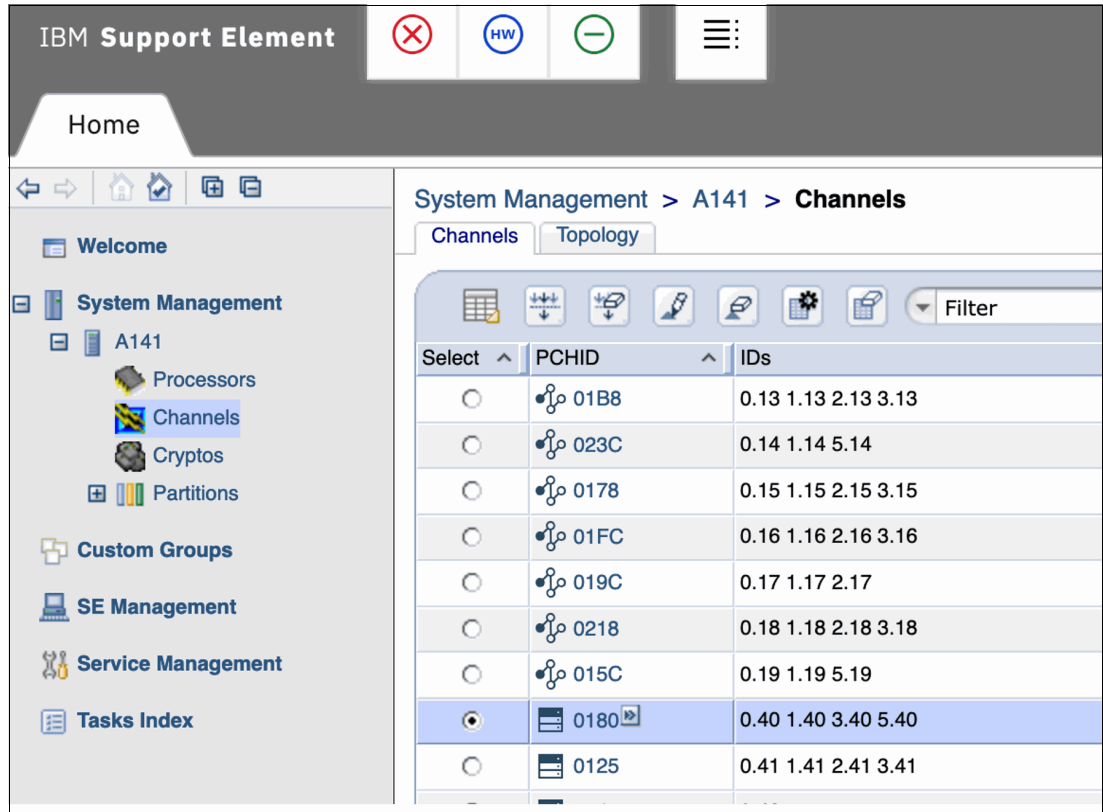 IBM Support Element
HW
Home
Welcome
System Management
A141
Processors
Channels
Cryptos
Partitions
Custom Groups
SE Management
Service Management
Tasks Index
System Management > A141 > Channels
Channels Topology
Filter
Select PCHID IDs
01B8 0.13 1.13 2.13 3.13
023C 0.14 1.14 5.14
0178 0.15 1.15 2.15 3.15
01FC 0.16 1.16 2.16 3.16
019C 0.17 1.17 2.17
0218 0.18 1.18 2.18 3.18
015C 0.19 1.19 5.19
0180 0.40 1.40 3.40 5.40
0125 0.41 1.41 2.41 3.41